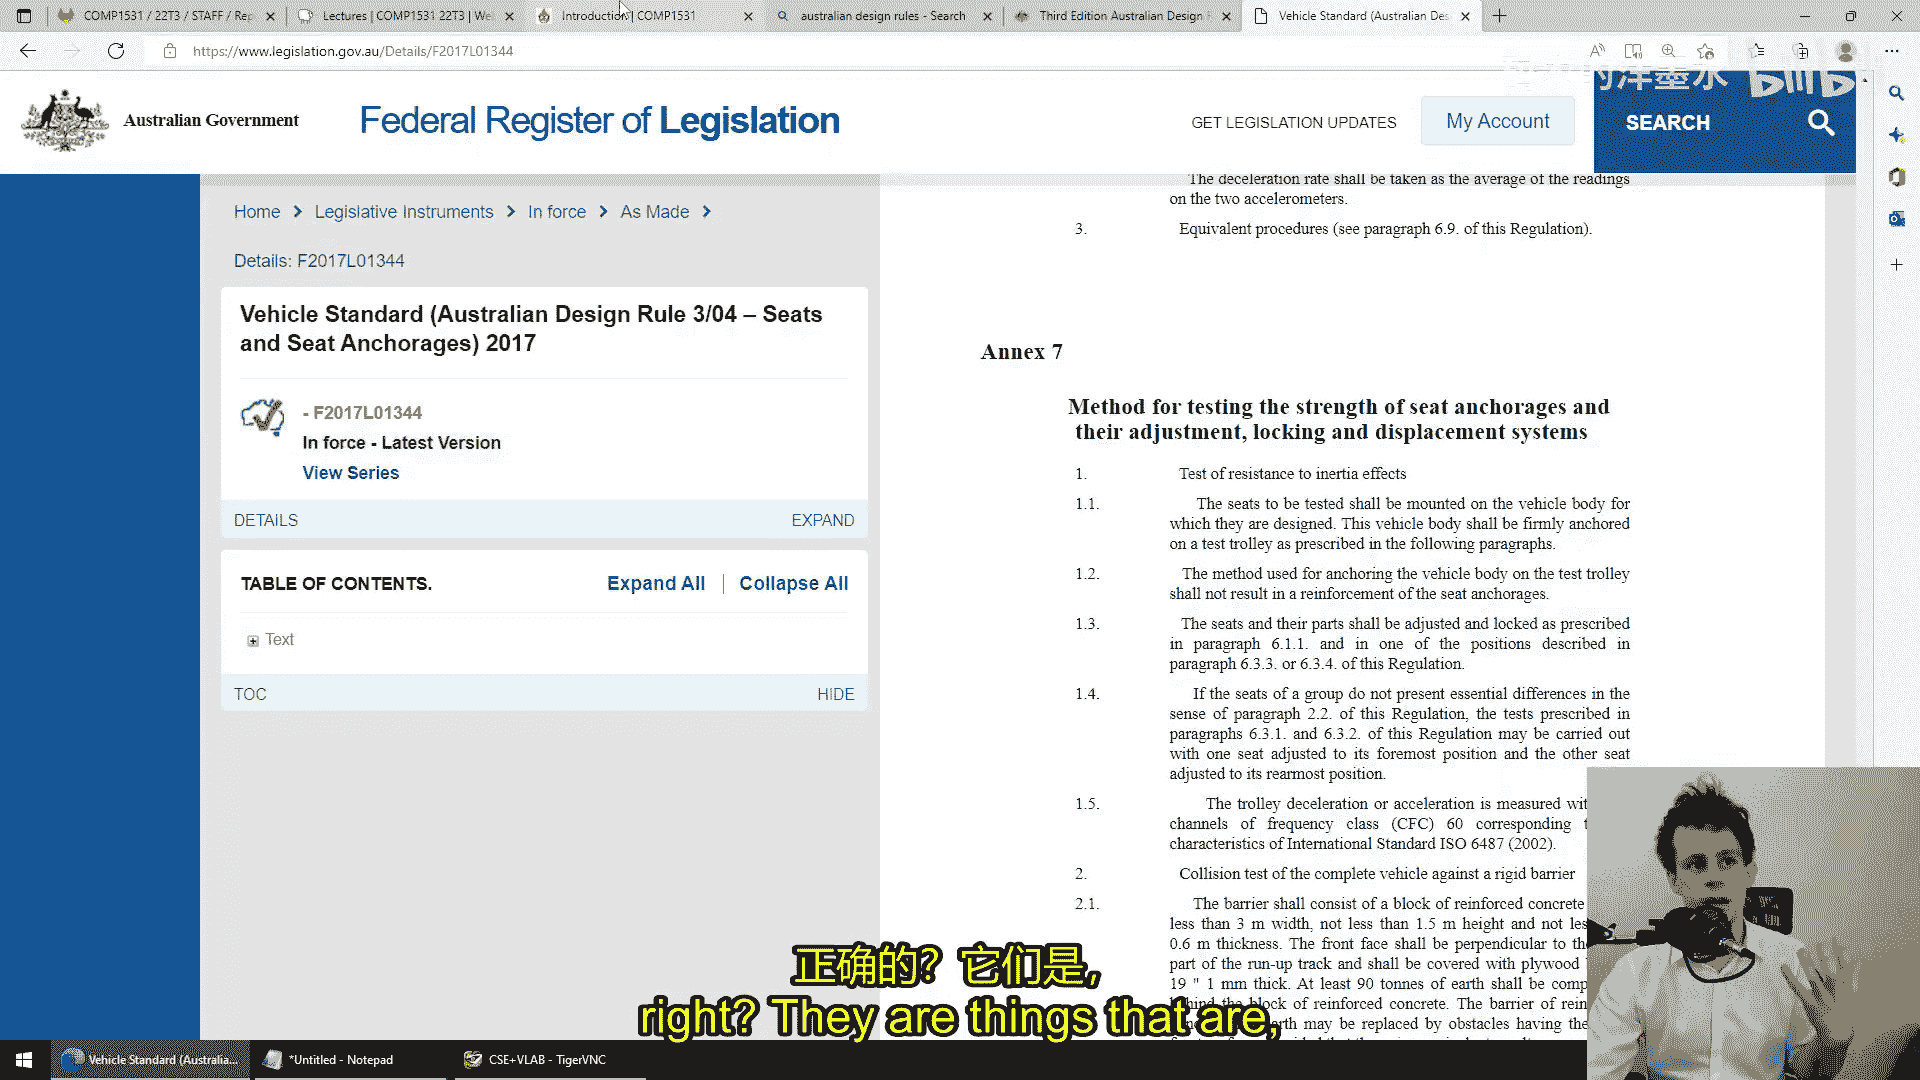 COMP1531 / 22T3 / STAFF / Rep
Lectures | COMP1531 22T3 | We
Introduction | COMP1531
australian design rules - Search
Third Edition Australian Design R
Vehicle Standard (Australian Des
https://www.legislation.gov.au/Details/F2017L01344
Australian Government
Federal Register of Legislation
GET LEGISLATION UPDATES
My Account
SEARCH
Home > Legislative Instruments > In force > As Made >
Details: F2017L01344
Vehicle Standard (Australian Design Rule 3/04 – Seats
and Seat Anchorages) 2017
- F2017L01344
In force - Latest Version
View Series
DETAILS
EXPAND
TABLE OF CONTENTS.
Expand All | Collapse All
Text
TOC
HIDE
The deceleration rate shall be taken as the average of the readings
on the two accelerometers.
3. Equivalent procedures (see paragraph 6.9. of this Regulation).
Annex 7
Method for testing the strength of seat anchorages and
their adjustment, locking and displacement systems
1. Test of resistance to inertia effects
1.1. The seats to be tested shall be mounted on the vehicle body for
which they are designed. This vehicle body shall be firmly anchored
on a test trolley as prescribed in the following paragraphs.
1.2. The method used for anchoring the vehicle body on the test trolley
shall not result in a reinforcement of the seat anchorages.
1.3. The seats and their parts shall be adjusted and locked as prescribed
in paragraph 6.1.1. and in one of the positions described in
paragraph 6.3.3. or 6.3.4. of this Regulation.
1.4. If the seats of a group do not present essential differences in the
sense of paragraph 2.2. of this Regulation, the tests prescribed in
paragraphs 6.3.1. and 6.3.2. of this Regulation may be carried out
with one seat adjusted to its foremost position and the other seat
adjusted to its rearmost position.
1.5. The trolley deceleration or acceleration is measured wit
channels of frequency class (CFC) 60 corresponding t
characteristics of International Standard ISO 6487 (2002).
2. Collision test of the complete vehicle against a rigid barrier
2.1. The barrier shall consist of a block of reinforced concrete
less than 3 m width, not less than 1.5 m height and not les
0.6 m thickness. The front face shall be perpendicular to the
part of the run-up track and shall be covered with plywood
19 " 1 mm thick. At least 90 tonnes of earth shall be comp
behind the block of reinforced concrete. The barrier of rein
may be replaced by obstacles having the
正确的？它们是，
right? They are things that are,
Vehicle Standard (Australia...
*Untitled - Notepad
CSE+VLAB - TigerVNC